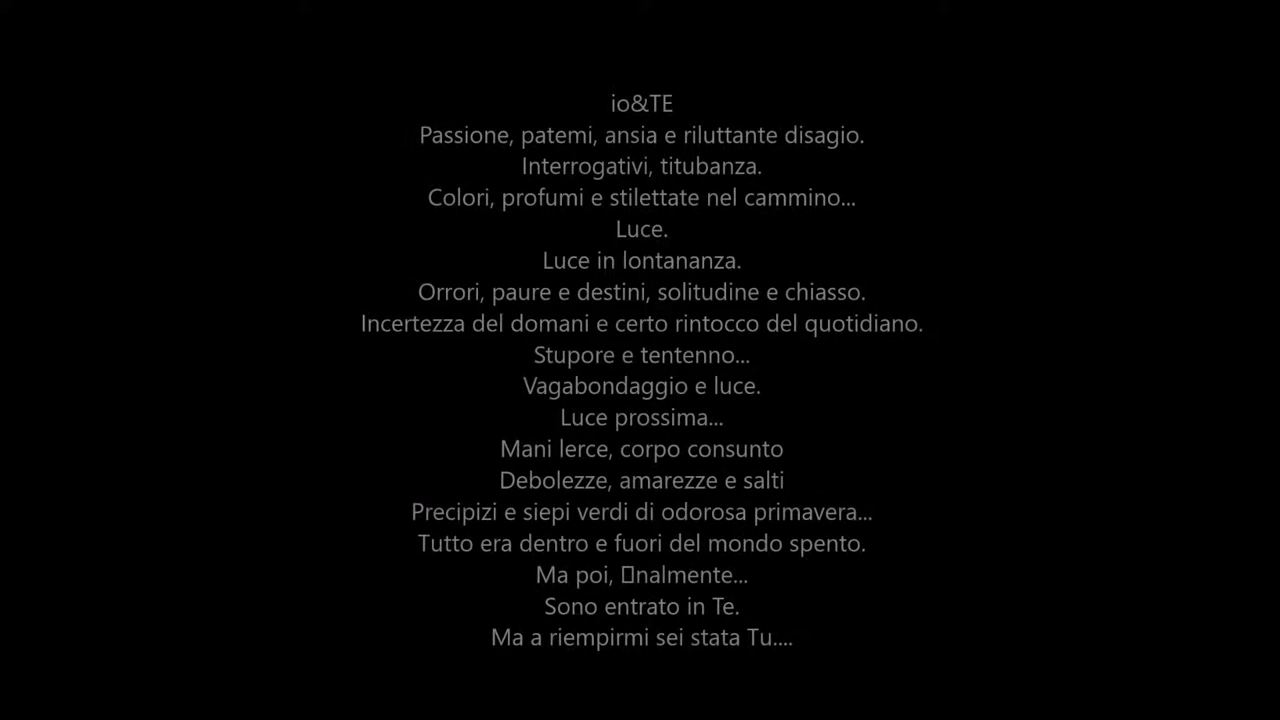 io&TE
Passione, patemi, ansia e riluttante disagio.
Interrogativi, titubanza.
Colori, profumi e stilettate nel cammino...
Luce.
Luce in lontananza.
Orrori, paure e destini, solitudine e chiasso.
Incertezza del domani e certo rintocco del quotidiano.
Stupore e tentenno...
Vagabondaggio e luce.
Luce prossima...
Mani lerce, corpo consunto
Debolezze, amarezze e salti
Precipizi e siepi verdi di odorosa primavera...
Tutto era dentro e fuori del mondo spento.
Ma poi, □nalmente...
Sono entrato in Te.
Ma a riempirmi sei stata Tu....